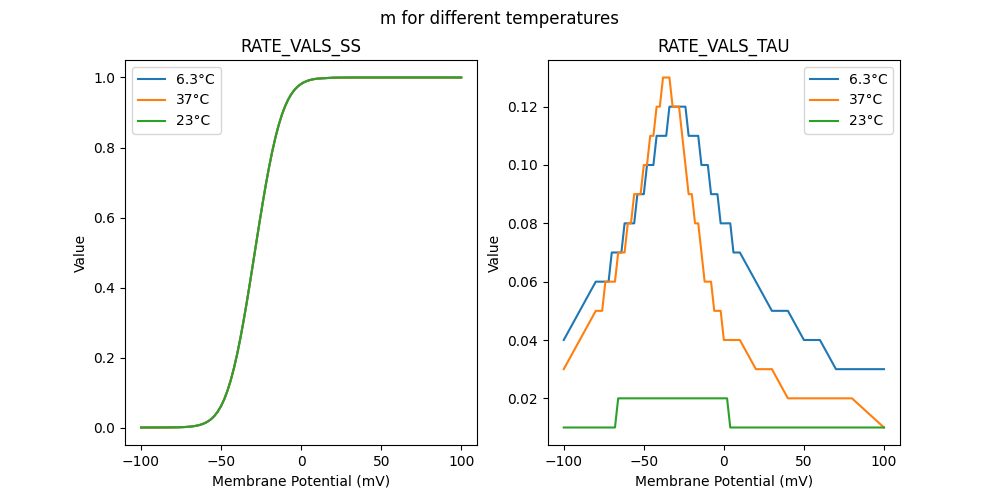 m for different temperatures
RATE_VALS_SS
6.3°C
37°C
23°C
1.0
0.8
0.6
0.4
0.2
0.0
Value
−100
−50
0
50
100
Membrane Potential (mV)
RATE_VALS_TAU
6.3°C
37°C
23°C
0.12
0.10
0.08
0.06
0.04
0.02
Value
−100
−50
0
50
100
Membrane Potential (mV)